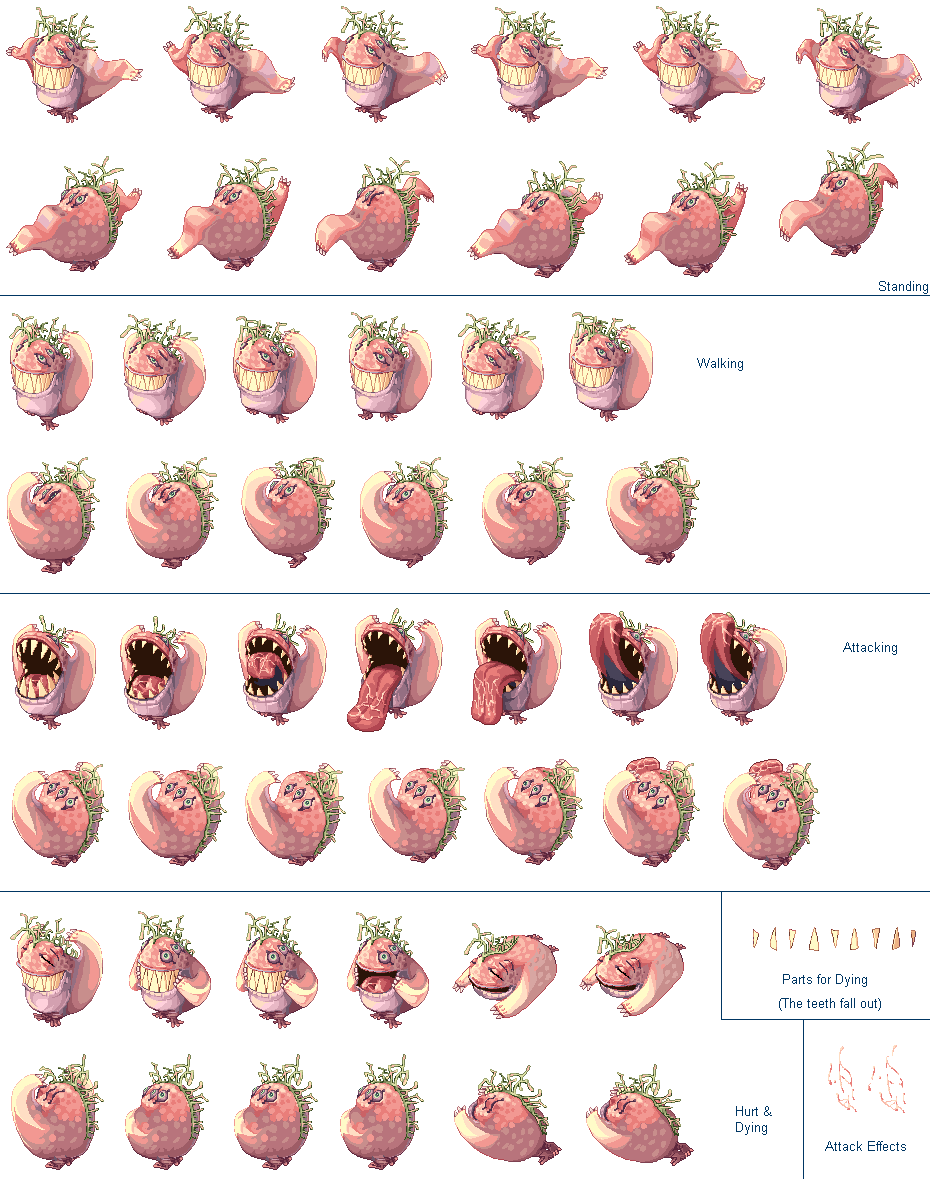 Standing
Walking
Attacking
Parts for Dying
(The teeth fall out)
Hurt &
Dying
Attack Effects